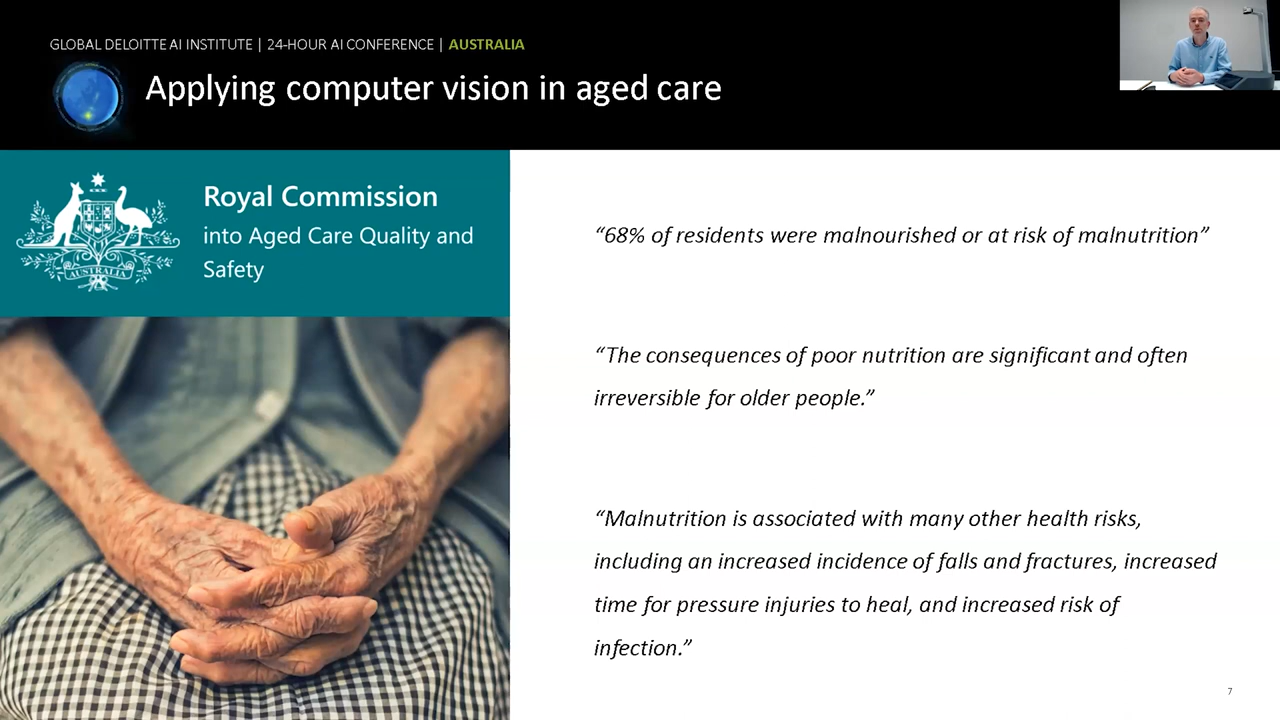 GLOBAL DELOITTE AI INSTITUTE | 24-HOUR AI CONFERENCE | AUSTRALIA
Applying computer vision in aged care
Royal Commission
into Aged Care Quality and
Safety
AUSTRALIA
“68% of residents were malnourished or at risk of malnutrition”
“The consequences of poor nutrition are significant and often
irreversible for older people.”
“Malnutrition is associated with many other health risks,
including an increased incidence of falls and fractures, increased
time for pressure injuries to heal, and increased risk of
infection.”
7